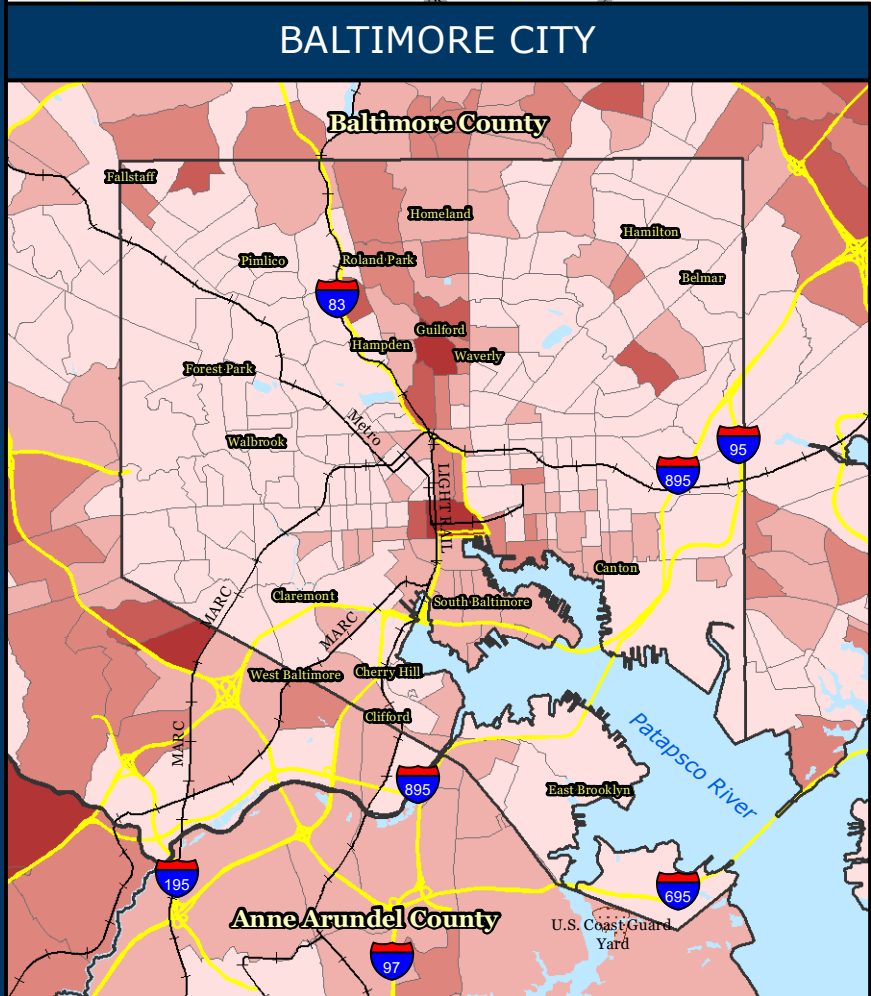 BALTIMORE CITY
Baltimore County
Fallstaff
Homeland
Hamilton
Pimlico
Roland Park
Belmar
83
Guilford
Hampden
Waverly
Forest Park
Metro
Walbrook
95
895
LIGHT RAIL
Canton
Claremont
MARC
South Baltimore
MARC
West Baltimore
Cherry Hill
Clifford
MARC
Patapsco River
895
East Brooklyn
195
695
Anne Arundel County
U.S. Coast Guard
Yard
97